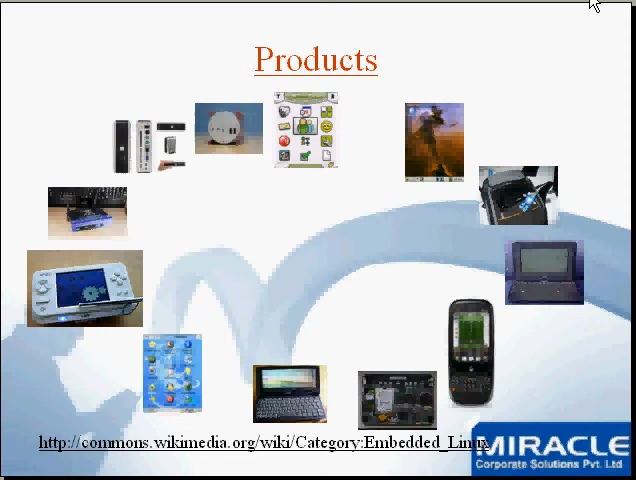 Products
http://commons.wikimedia.org/wiki/Category:Embedded_Linux
MIRACLE
Corporate Solutions Pvt. Ltd